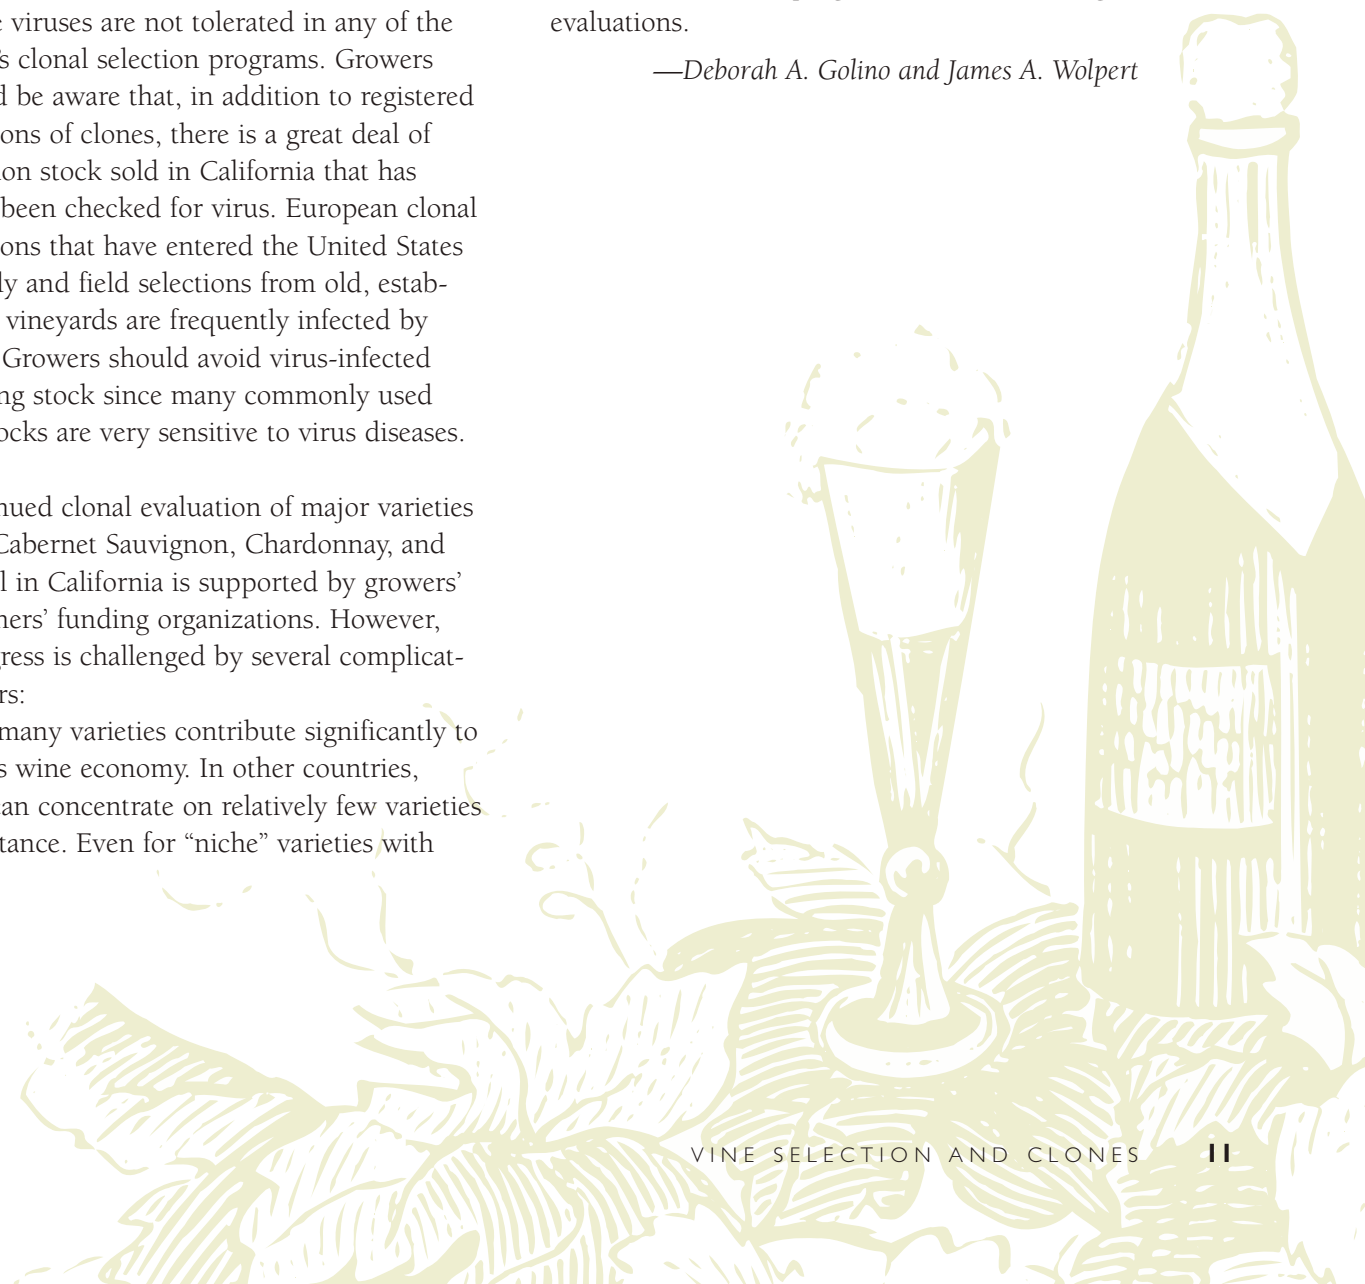 viruses are not tolerated in any of the
s clonal selection programs. Growers
be aware that, in addition to registered
ons of clones, there is a great deal of
on stock sold in California that has
been checked for virus. European clonal
ons that have entered the United States
ly and field selections from old, estab-
vineyards are frequently infected by
Growers should avoid virus-infected
ng stock since many commonly used
ocks are very sensitive to virus diseases.
nued clonal evaluation of major varieties
Cabernet Sauvignon, Chardonnay, and
l in California is supported by growers’
ners’ funding organizations. However,
gress is challenged by several complicat-
rs:
many varieties contribute significantly to
s wine economy. In other countries,
can concentrate on relatively few varieties
tance. Even for “niche” varieties with
evaluations.
—Deborah A. Golino and James A. Wolpert
VINE SELECTION AND CLONES 11